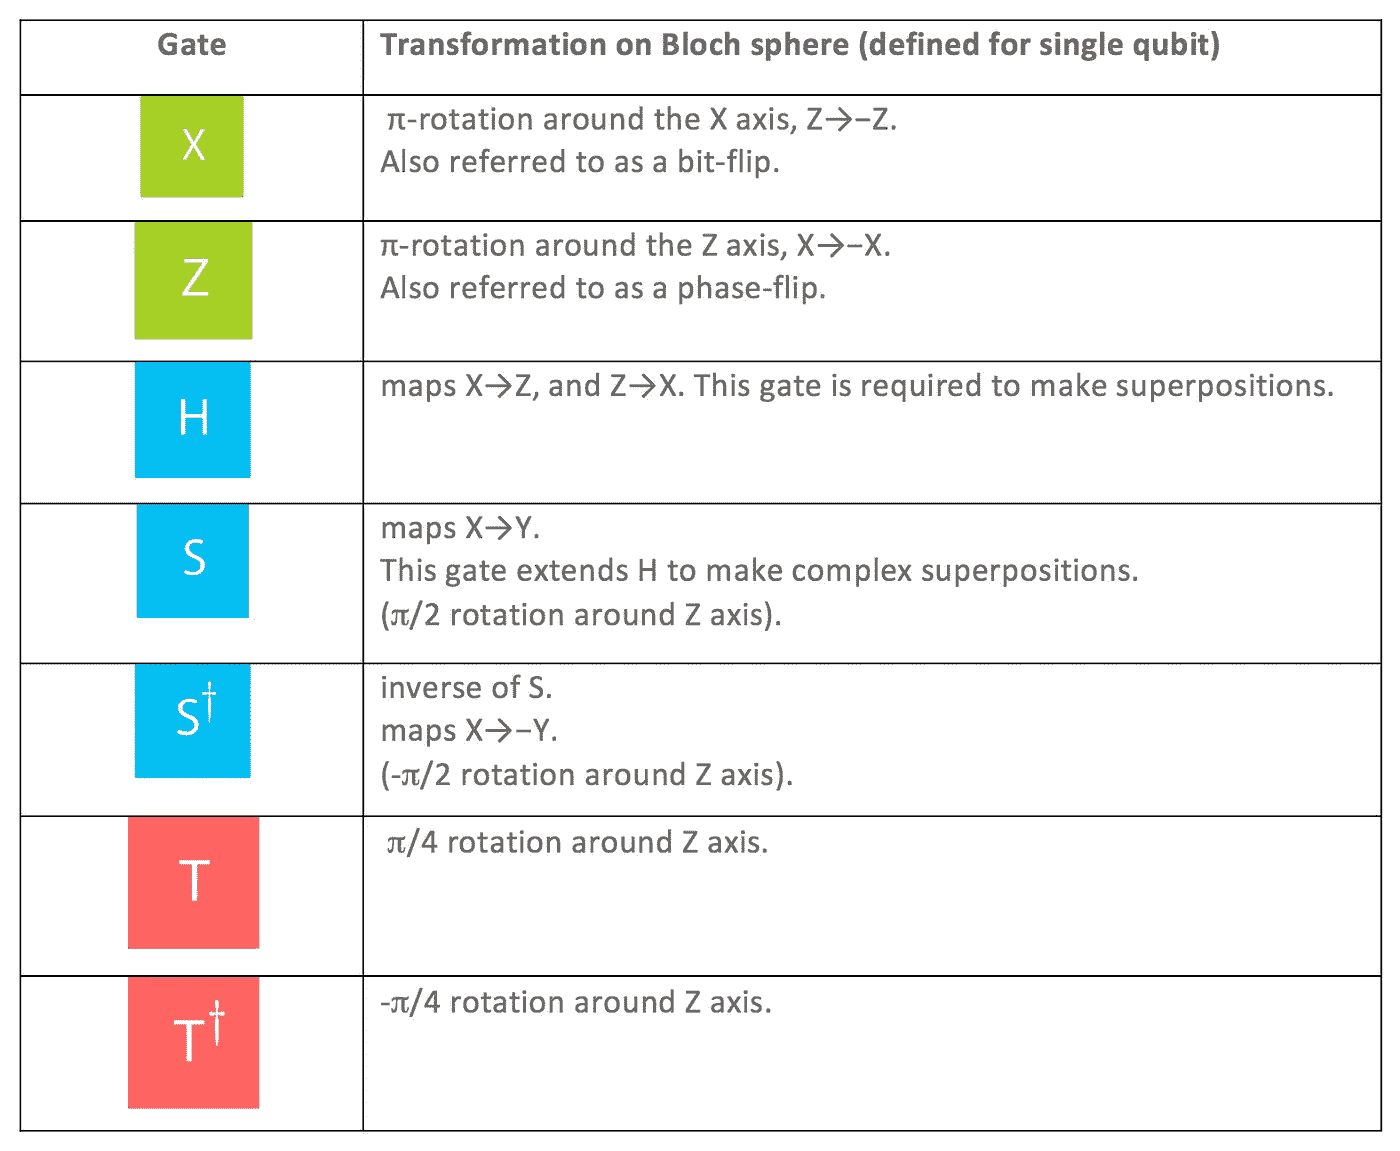 Gate
Transformation on Bloch sphere (defined for single qubit)
X
π-rotation around the X axis, Z→−Z.
Also referred to as a bit-flip.
Z
π-rotation around the Z axis, X→−X.
Also referred to as a phase-flip.
H
maps X→Z, and Z→X. This gate is required to make superpositions.
S
maps X→Y.
This gate extends H to make complex superpositions.
(π/2 rotation around Z axis).
S†
inverse of S.
maps X→−Y.
(-π/2 rotation around Z axis).
T
π/4 rotation around Z axis.
T†
-π/4 rotation around Z axis.